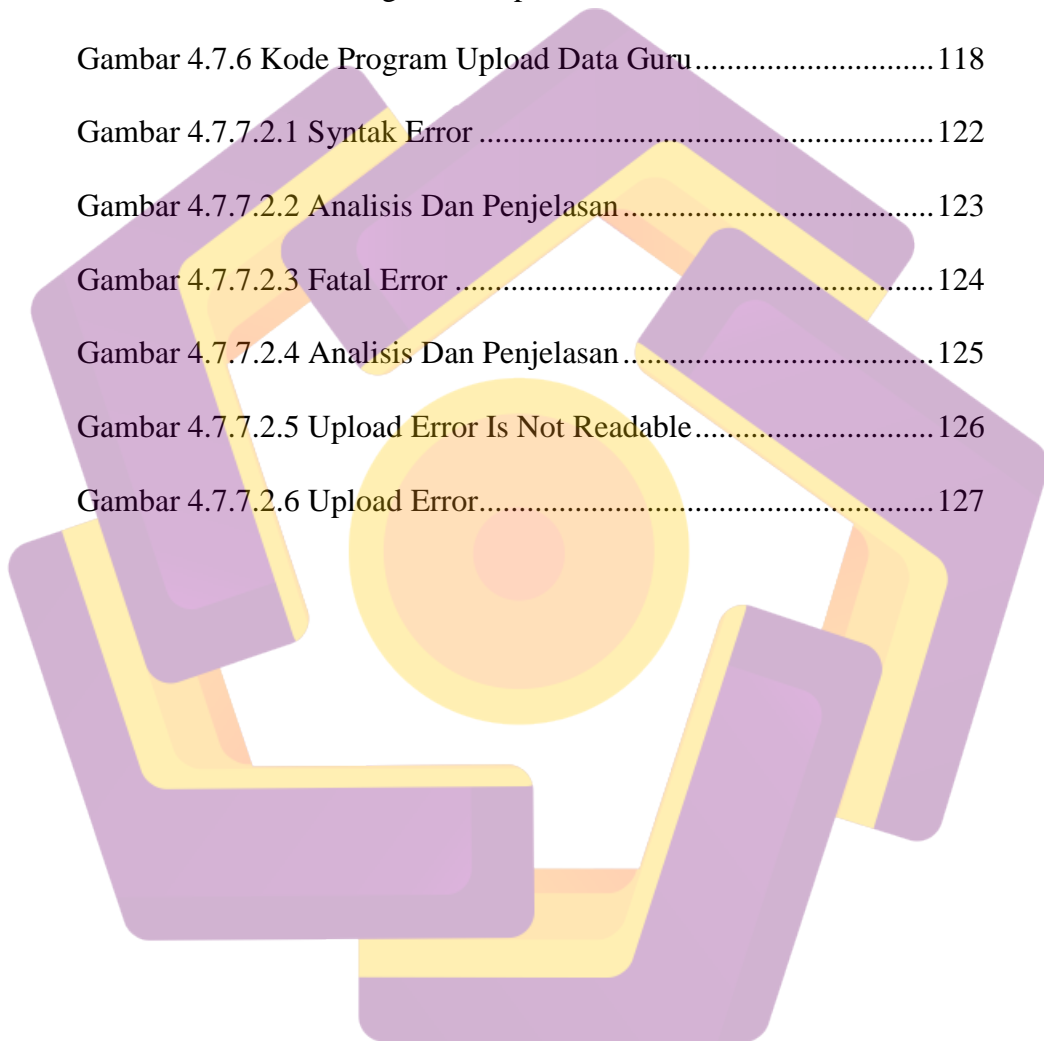 Gambar 4.7.6 Kode Program Upload Data Guru............................118
Gambar 4.7.7.2.1 Syntak Error ......................................................122
Gambar 4.7.7.2.2 Analisis Dan Penjelasan .....................................123
Gambar 4.7.7.2.3 Fatal Error .........................................................124
Gambar 4.7.7.2.4 Analisis Dan Penjelasan .....................................125
Gambar 4.7.7.2.5 Upload Error Is Not Readable............................126
Gambar 4.7.7.2.6 Upload Error......................................................127